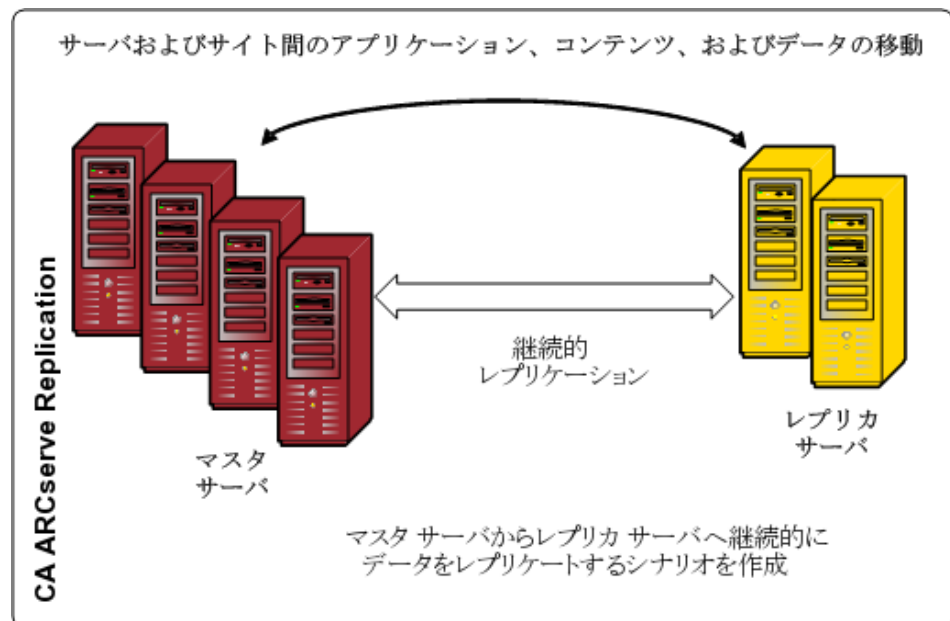 サーバおよびサイト間のアプリケーション、コンテンツ、およびデータの移動
継続的
レプリケーション
マスタ
サーバ
レプリカ
サーバ
マスタ サーバからレプリカ サーバへ継続的に
データをレプリケートするシナリオを作成
CA ARCserve Replication